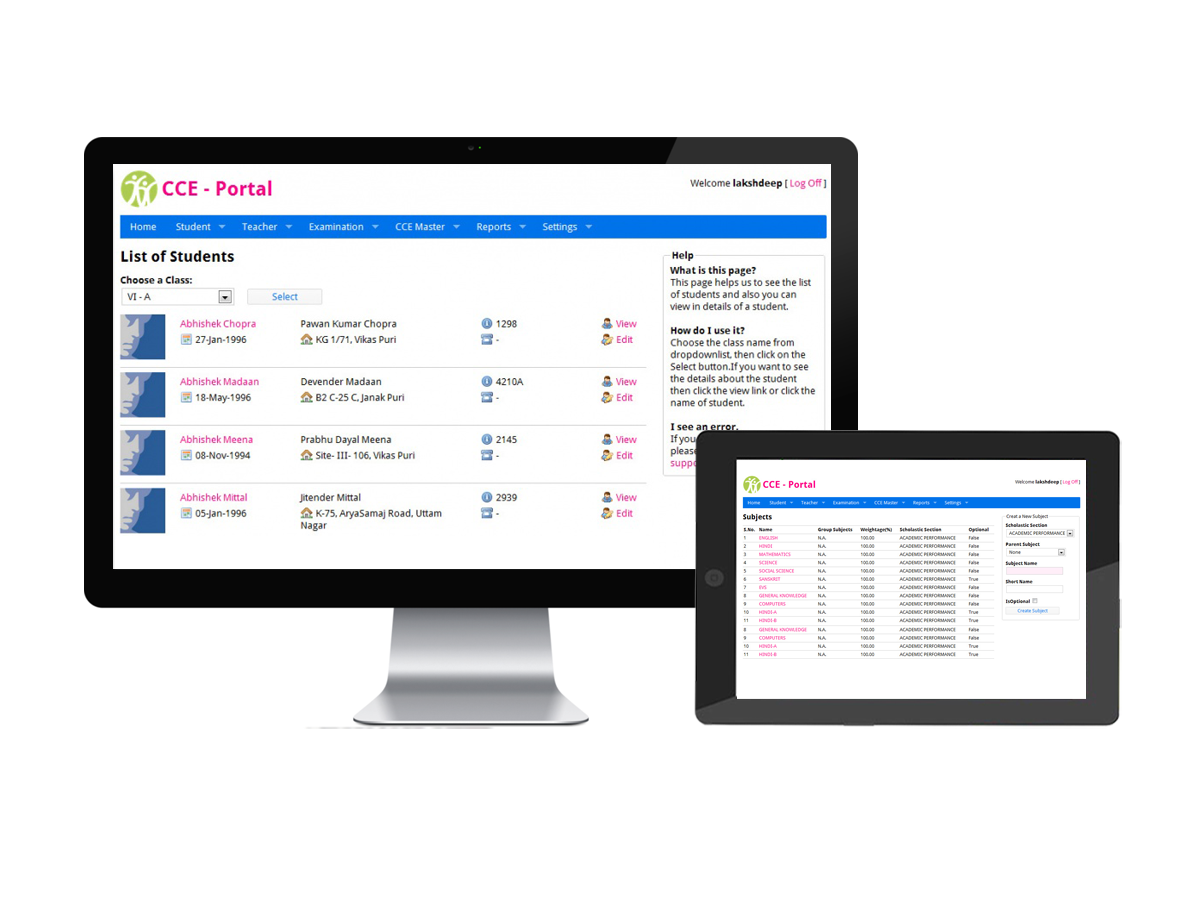 CCE - Portal
Welcome lakshdeep [ Log Off ]
Home Student Teacher Examination CCE Master Reports Settings
List of Students
Choose a Class:
VI - A Select
Abhishek Chopra Pawan Kumar Chopra 1298 View
27-Jan-1996 KG 1/71, Vikas Puri - Edit
Abhishek Madaan Devender Madaan 4210A View
18-May-1996 B2 C-25 C, Janak Puri - Edit
Abhishek Meena Prabhu Dayal Meena 2145 View
08-Nov-1994 Site- III- 106, Vikas Puri - Edit
Abhishek Mittal Jitender Mittal 2939 View
05-Jan-1996 K-75, AryaSamaj Road, Uttam - Edit
Nagar
Help
What is this page?
This page helps us to see the list
of students and also you can
view in details of a student.
How do I use it?
Choose the class name from
dropdownlist, then click on the
Select button.If you want to see
the details about the student
then click the view link or click the
name of student.
I see an error.
If you
please
suppo
CCE - Portal
Welcome lakshdeep [ Log Off ]
Home Student Teacher Examination CCE Master Reports Settings
Subjects
S.No. Name Group Subjects Weightage(%) Scholastic Section Optional
1 ENGLISH N.A. 100.00 ACADEMIC PERFORMANCE False
2 HINDI N.A. 100.00 ACADEMIC PERFORMANCE False
3 MATHEMATICS N.A. 100.00 ACADEMIC PERFORMANCE False
4 SCIENCE N.A. 100.00 ACADEMIC PERFORMANCE False
5 SOCIAL SCIENCE N.A. 100.00 ACADEMIC PERFORMANCE False
6 SANSKRIT N.A. 100.00 ACADEMIC PERFORMANCE True
7 EVS N.A. 100.00 ACADEMIC PERFORMANCE False
8 GENERAL KNOWLEDGE N.A. 100.00 ACADEMIC PERFORMANCE False
9 COMPUTERS N.A. 100.00 ACADEMIC PERFORMANCE False
10 HINDI-A N.A. 100.00 ACADEMIC PERFORMANCE True
11 HINDI-B N.A. 100.00 ACADEMIC PERFORMANCE True
8 GENERAL KNOWLEDGE N.A. 100.00 ACADEMIC PERFORMANCE False
9 COMPUTERS N.A. 100.00 ACADEMIC PERFORMANCE False
10 HINDI-A N.A. 100.00 ACADEMIC PERFORMANCE True
11 HINDI-B N.A. 100.00 ACADEMIC PERFORMANCE True
Creat a New Subject
Scholastic Section
ACADEMIC PERFORMANCE
Parent Subject
None
Subject Name
Short Name
IsOptional
Create Subject